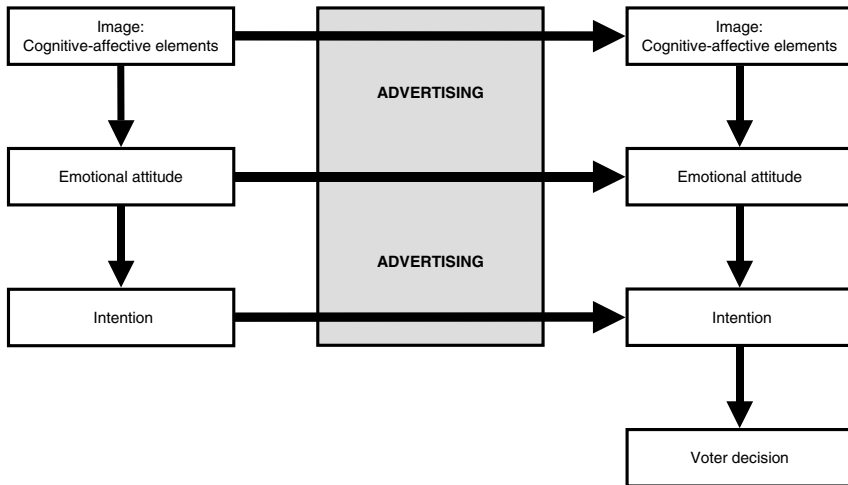 Image:
Cognitive-affective elements
Image:
Cognitive-affective elements
ADVERTISING
Emotional attitude
Emotional attitude
ADVERTISING
Intention
Intention
Voter decision